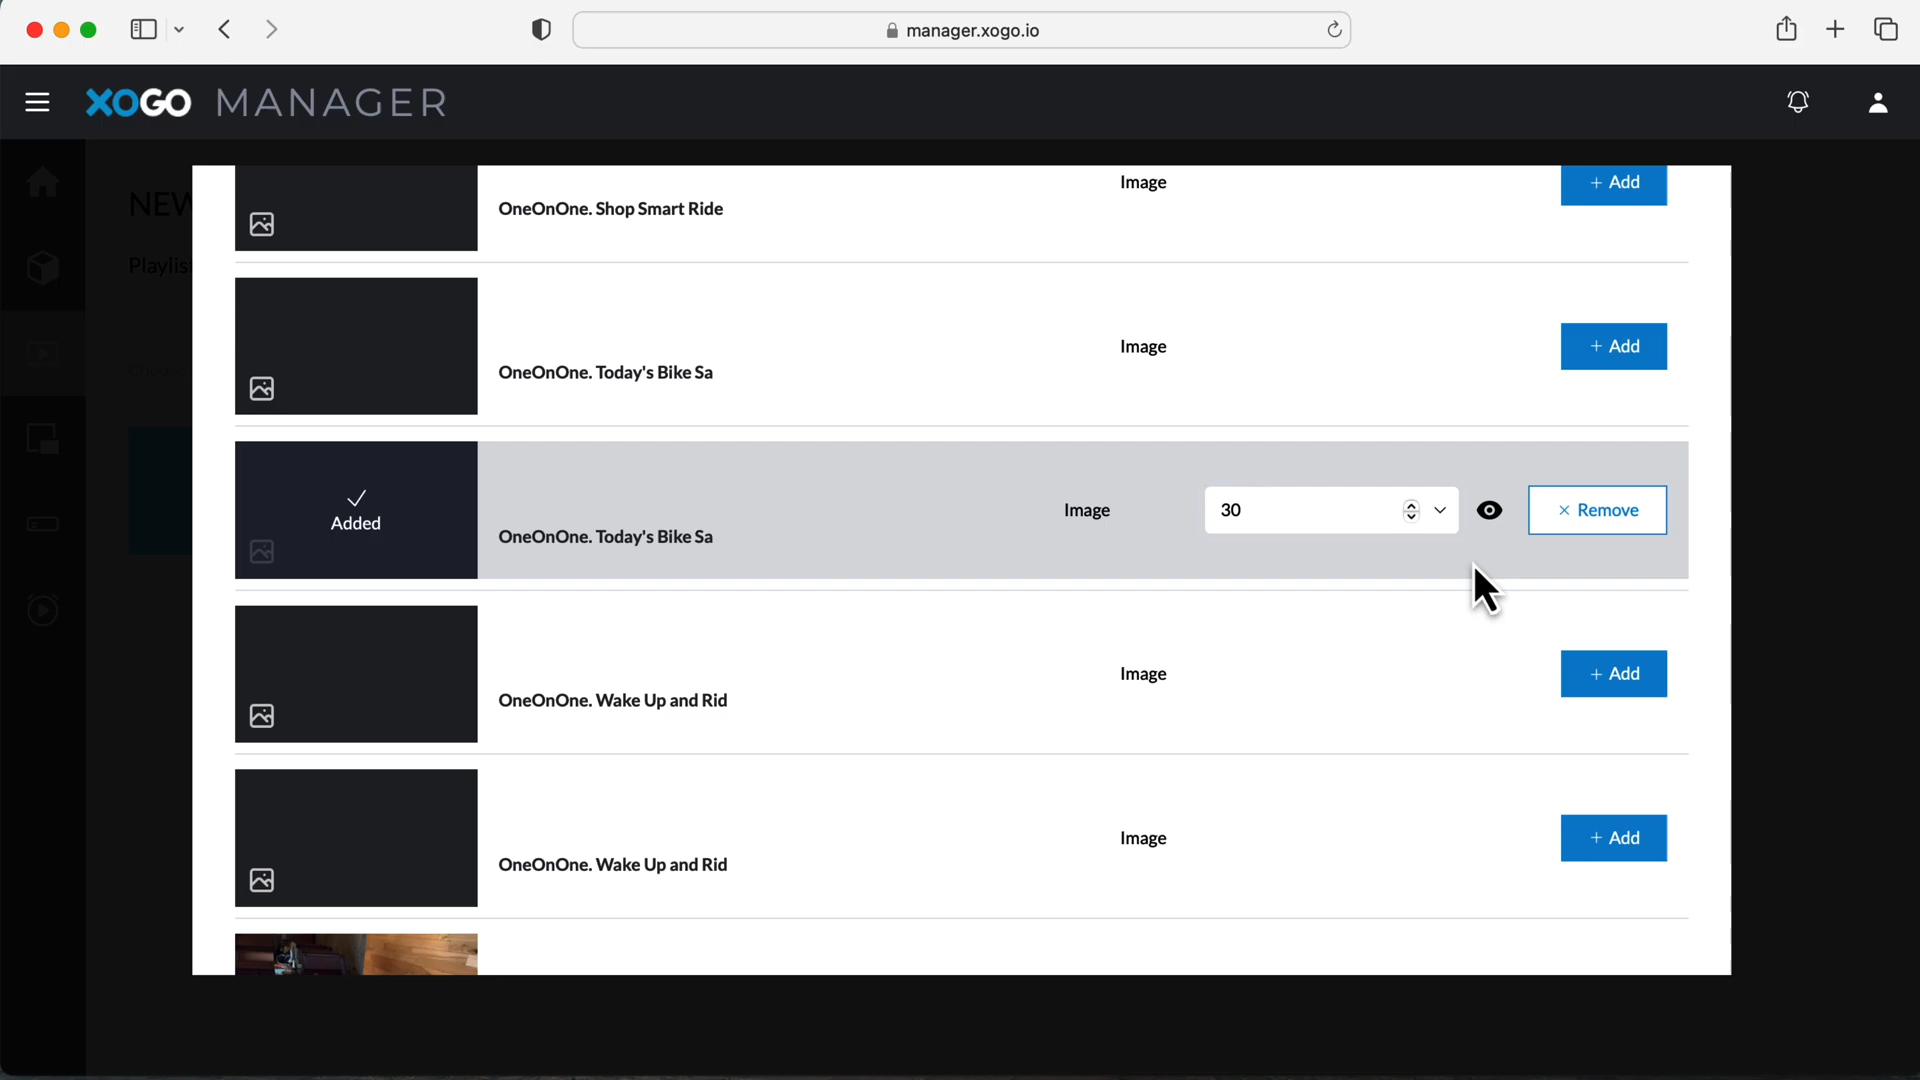 manager.xogo.io
XOGO MANAGER
NEW
Playlis
Image
+ Add
OneOnOne. Shop Smart Ride
Image
+ Add
OneOnOne. Today's Bike Sa
Added
Image
30
× Remove
OneOnOne. Today's Bike Sa
Image
+ Add
OneOnOne. Wake Up and Rid
Image
+ Add
OneOnOne. Wake Up and Rid